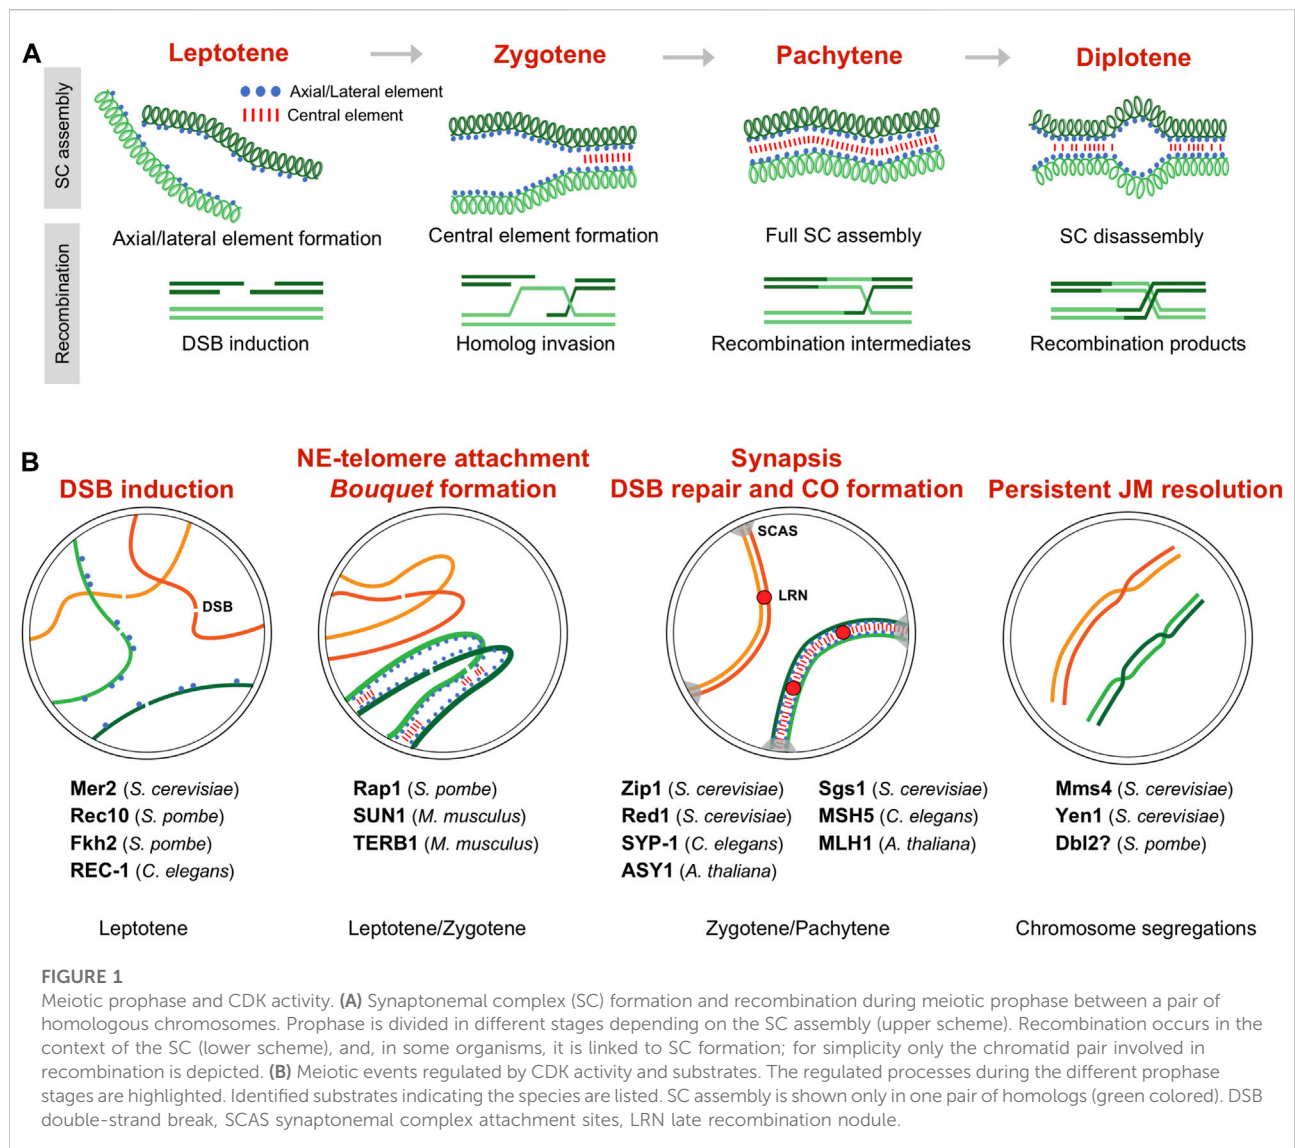 A
Leptotene
Zygotene
Pachytene
Diplotene
SC assembly
Axial/Lateral element
Central element
Axial/lateral element formation
Central element formation
Full SC assembly
SC disassembly
Recombination
DSB induction
Homolog invasion
Recombination intermediates
Recombination products
B
DSB induction
NE-telomere attachment
Bouquet formation
Synapsis
DSB repair and CO formation
Persistent JM resolution
DSB
SCAS
LRN
Mer2 (S. cerevisiae)
Rec10 (S. pombe)
Fkh2 (S. pombe)
REC-1 (C. elegans)
Rap1 (S. pombe)
SUN1 (M. musculus)
TERB1 (M. musculus)
Zip1 (S. cerevisiae)
Red1 (S. cerevisiae)
SYP-1 (C. elegans)
ASY1 (A. thaliana)
Sgs1 (S. cerevisiae)
MSH5 (C. elegans)
MLH1 (A. thaliana)
Mms4 (S. cerevisiae)
Yen1 (S. cerevisiae)
Dbl2? (S. pombe)
Leptotene
Leptotene/Zygotene
Zygotene/Pachytene
Chromosome segregations
FIGURE 1
Meiotic prophase and CDK activity. (A) Synaptonemal complex (SC) formation and recombination during meiotic prophase between a pair of
homologous chromosomes. Prophase is divided in different stages depending on the SC assembly (upper scheme). Recombination occurs in the
context of the SC (lower scheme), and, in some organisms, it is linked to SC formation; for simplicity only the chromatid pair involved in
recombination is depicted. (B) Meiotic events regulated by CDK activity and substrates. The regulated processes during the different prophase
stages are highlighted. Identified substrates indicating the species are listed. SC assembly is shown only in one pair of homologs (green colored). DSB
double-strand break, SCAS synaptonemal complex attachment sites, LRN late recombination nodule.